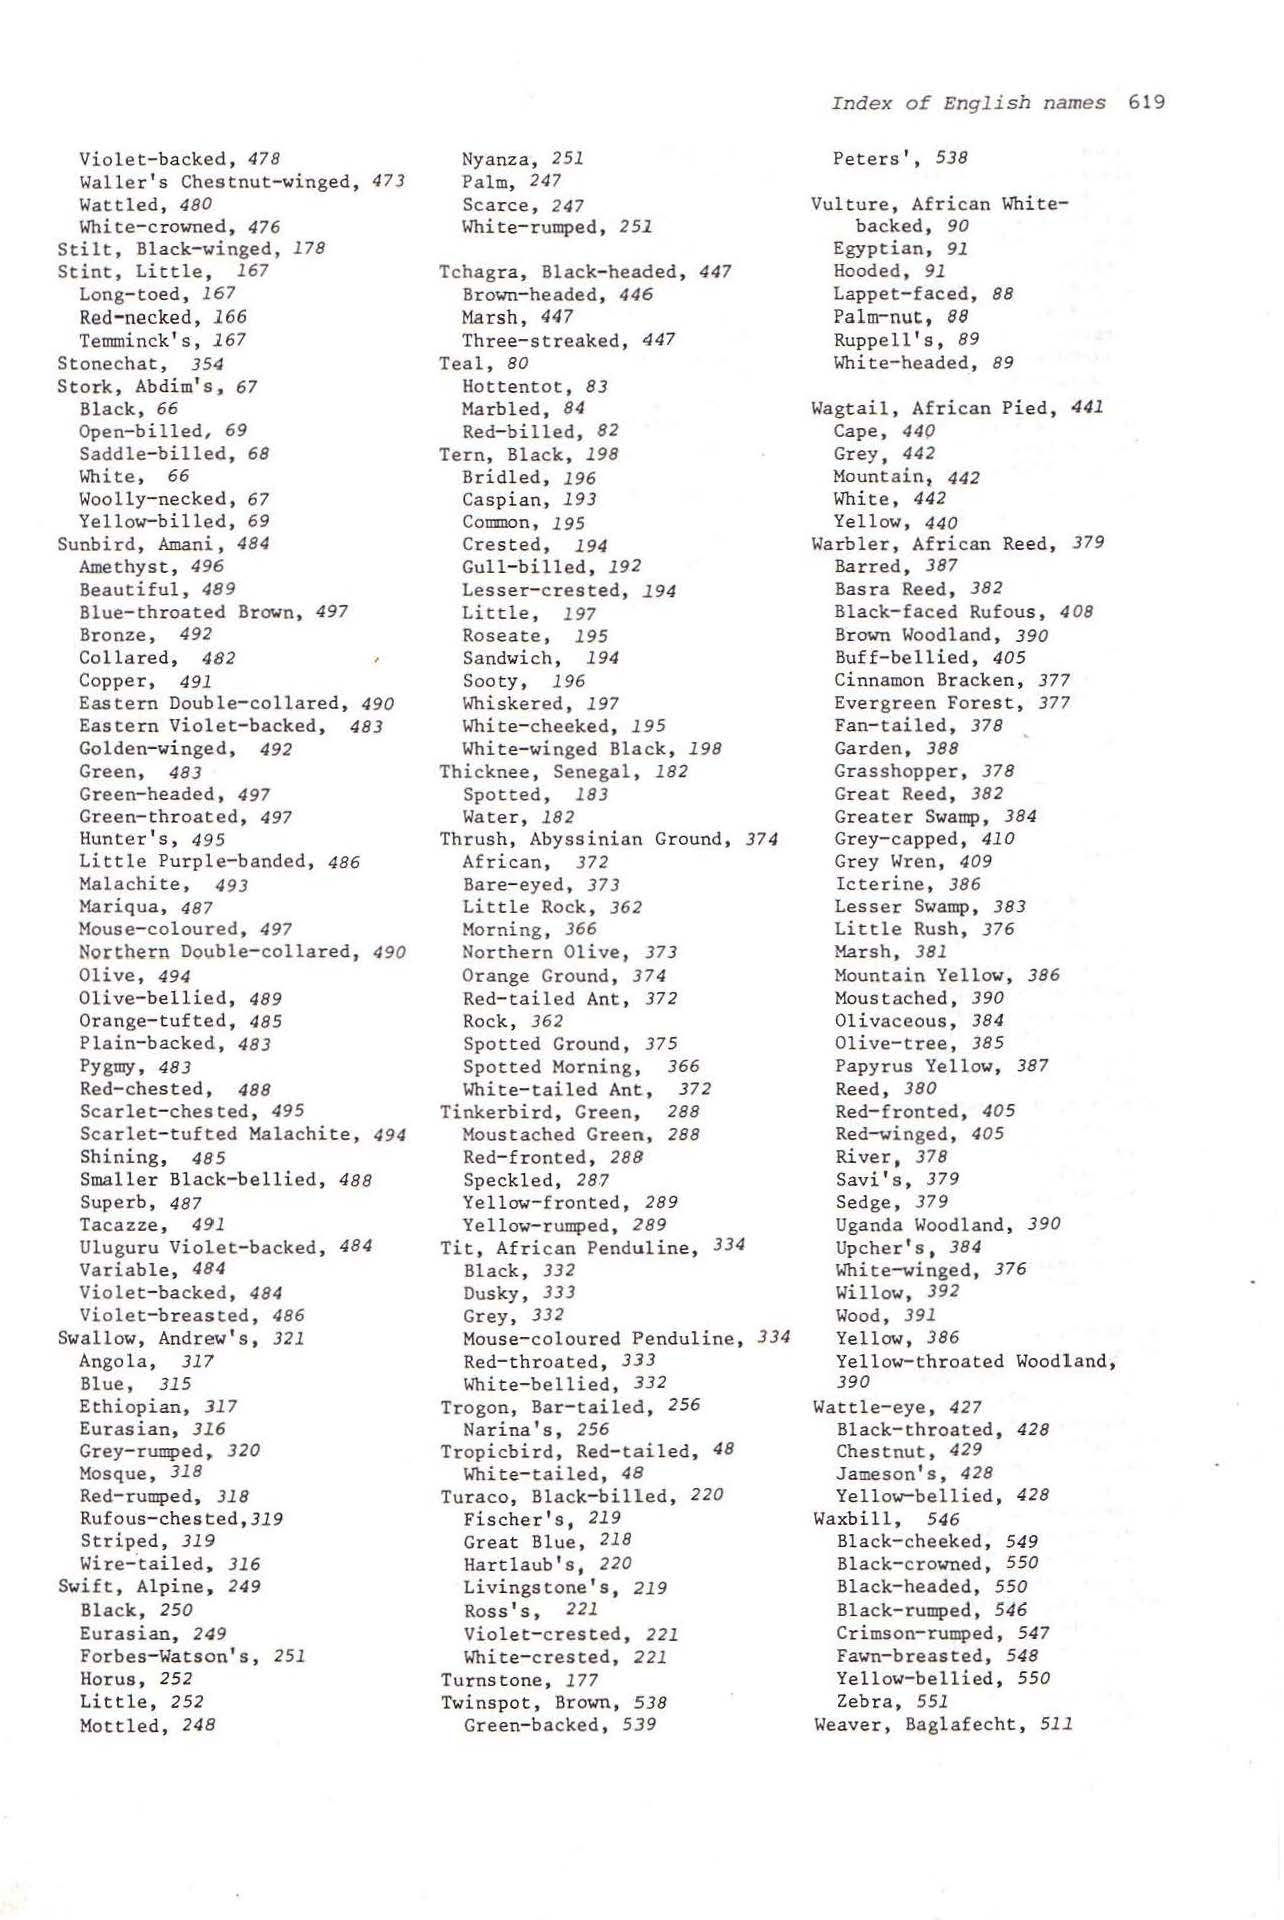 Index of English names 619
Violet-backed, 478
Waller's Chestnut-winged, 473
Wattled, 480
White-crowned, 476
Stilt, Black-winged, 178
Stint, Little, 167
Long-toed, 167
Red-necked, 166
Temminck's, 167
Stonechat, 354
Stork, Abdim's, 67
Black, 66
Open-billed, 69
Saddle-billed, 68
White, 66
Woolly-necked, 67
Yellow-billed, 69
Sunbird, Amani, 484
Amethyst, 496
Beautiful, 489
Blue-throated Brown, 497
Bronze, 492
Collared, 482
Copper, 491
Eastern Double-collared, 490
Eastern Violet-backed, 483
Golden-winged, 492
Green, 483
Green-headed, 497
Green-throated, 497
Hunter's, 495
Little Purple-banded, 486
Malachite, 493
Mariqua, 487
Mouse-coloured, 497
Northern Double-collared, 490
Olive, 494
Olive-bellied, 489
Orange-tufted, 485
Plain-backed, 483
Pygmy, 483
Red-chested, 488
Scarlet-chested, 495
Scarlet-tufted Malachite, 494
Shining, 485
Smaller Black-bellied, 488
Superb, 487
Tacazze, 491
Uluguru Violet-backed, 484
Variable, 484
Violet-backed, 484
Violet-breasted, 486
Swallow, Andrew's, 321
Angola, 317
Blue, 315
Ethiopian, 317
Eurasian, 316
Grey-rumped, 320
Mosque, 318
Red-rumped, 318
Rufous-chested,319
Striped, 319
Wire-tailed, 316
Swift, Alpine, 249
Black, 250
Eurasian, 249
Forbes-Watson's, 251
Horus, 252
Little, 252
Mottled, 248
Nyanza, 251
Palm, 247
Scarce, 247
White-rumped, 251
Tchagra, Black-headed, 447
Brown-headed, 446
Marsh, 447
Three-streaked, 447
Teal, 80
Hottentot, 83
Marbled, 84
Red-billed, 82
Tern, Black, 198
Bridled, 196
Caspian, 193
Common, 195
Crested, 194
Gull-billed, 192
Lesser-crested, 194
Little, 197
Roseate, 195
Sandwich, 194
Sooty, 196
Whiskered, 197
White-cheeked, 195
White-winged Black, 198
Thicknee, Senegal, 182
Spotted, 183
Water, 182
Thrush, Abyssinian Ground, 374
African, 372
Bare-eyed, 373
Little Rock, 362
Morning, 366
Northern Olive, 373
Orange Ground, 374
Red-tailed Ant, 372
Rock, 362
Spotted Ground, 375
Spotted Morning, 366
White-tailed Ant, 372
Tinkerbird, Green, 288
Moustached Green, 288
Red-fronted, 288
Speckled, 287
Yellow-fronted, 289
Yellow-rumped, 289
Tit, African Penduline, 334
Black, 332
Dusky, 333
Grey, 332
Mouse-coloured Penduline, 334
Red-throated, 333
White-bellied, 332
Trogon, Bar-tailed, 256
Narina's, 256
Tropicbird, Red-tailed, 48
White-tailed, 48
Turaco, Black-billed, 220
Fischer's, 219
Great Blue, 218
Hartlaub's, 220
Livingstone's, 219
Ross's, 221
Violet-crested, 221
White-crested, 221
Turnstone, 177
Twinspot, Brown, 538
Green-backed, 539
Peters', 538
Vulture, African White-
backed, 90
Egyptian, 91
Hooded, 91
Lappet-faced, 88
Palm-nut, 88
Ruppell's, 89
White-headed, 89
Wagtail, African Pied, 441
Cape, 440
Grey, 442
Mountain, 442
White, 442
Yellow, 440
Warbler, African Reed, 379
Barred, 387
Basra Reed, 382
Black-faced Rufous, 408
Brown Woodland, 390
Buff-bellied, 405
Cinnamon Bracken, 377
Evergreen Forest, 377
Fan-tailed, 378
Garden, 388
Grasshopper, 378
Great Reed, 382
Greater Swamp, 384
Grey-capped, 410
Grey Wren, 409
Icterine, 386
Lesser Swamp, 383
Little Rush, 376
Marsh, 381
Mountain Yellow, 386
Moustached, 390
Olivaceous, 384
Olive-tree, 385
Papyrus Yellow, 387
Reed, 380
Red-fronted, 405
Red-winged, 405
River, 378
Savi's, 379
Sedge, 379
Uganda Woodland, 390
Upcher's, 384
White-winged, 376
Willow, 392
Wood, 391
Yellow, 386
Yellow-throated Woodland,
390
Wattle-eye, 427
Black-throated, 428
Chestnut, 429
Jameson's, 428
Yellow-bellied, 428
Waxbill, 546
Black-cheeked, 549
Black-crowned, 550
Black-headed, 550
Black-rumped, 546
Crimson-rumped, 547
Fawn-breasted, 548
Yellow-bellied, 550
Zebra, 551
Weaver, Baglafecht, 511